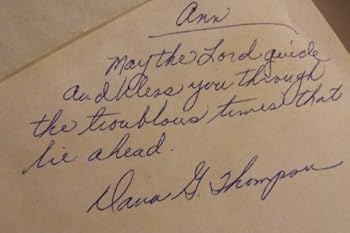 Ann
May the Lord guide
and bless you through
the troublous times that
lie ahead.
Dana G. Thompson